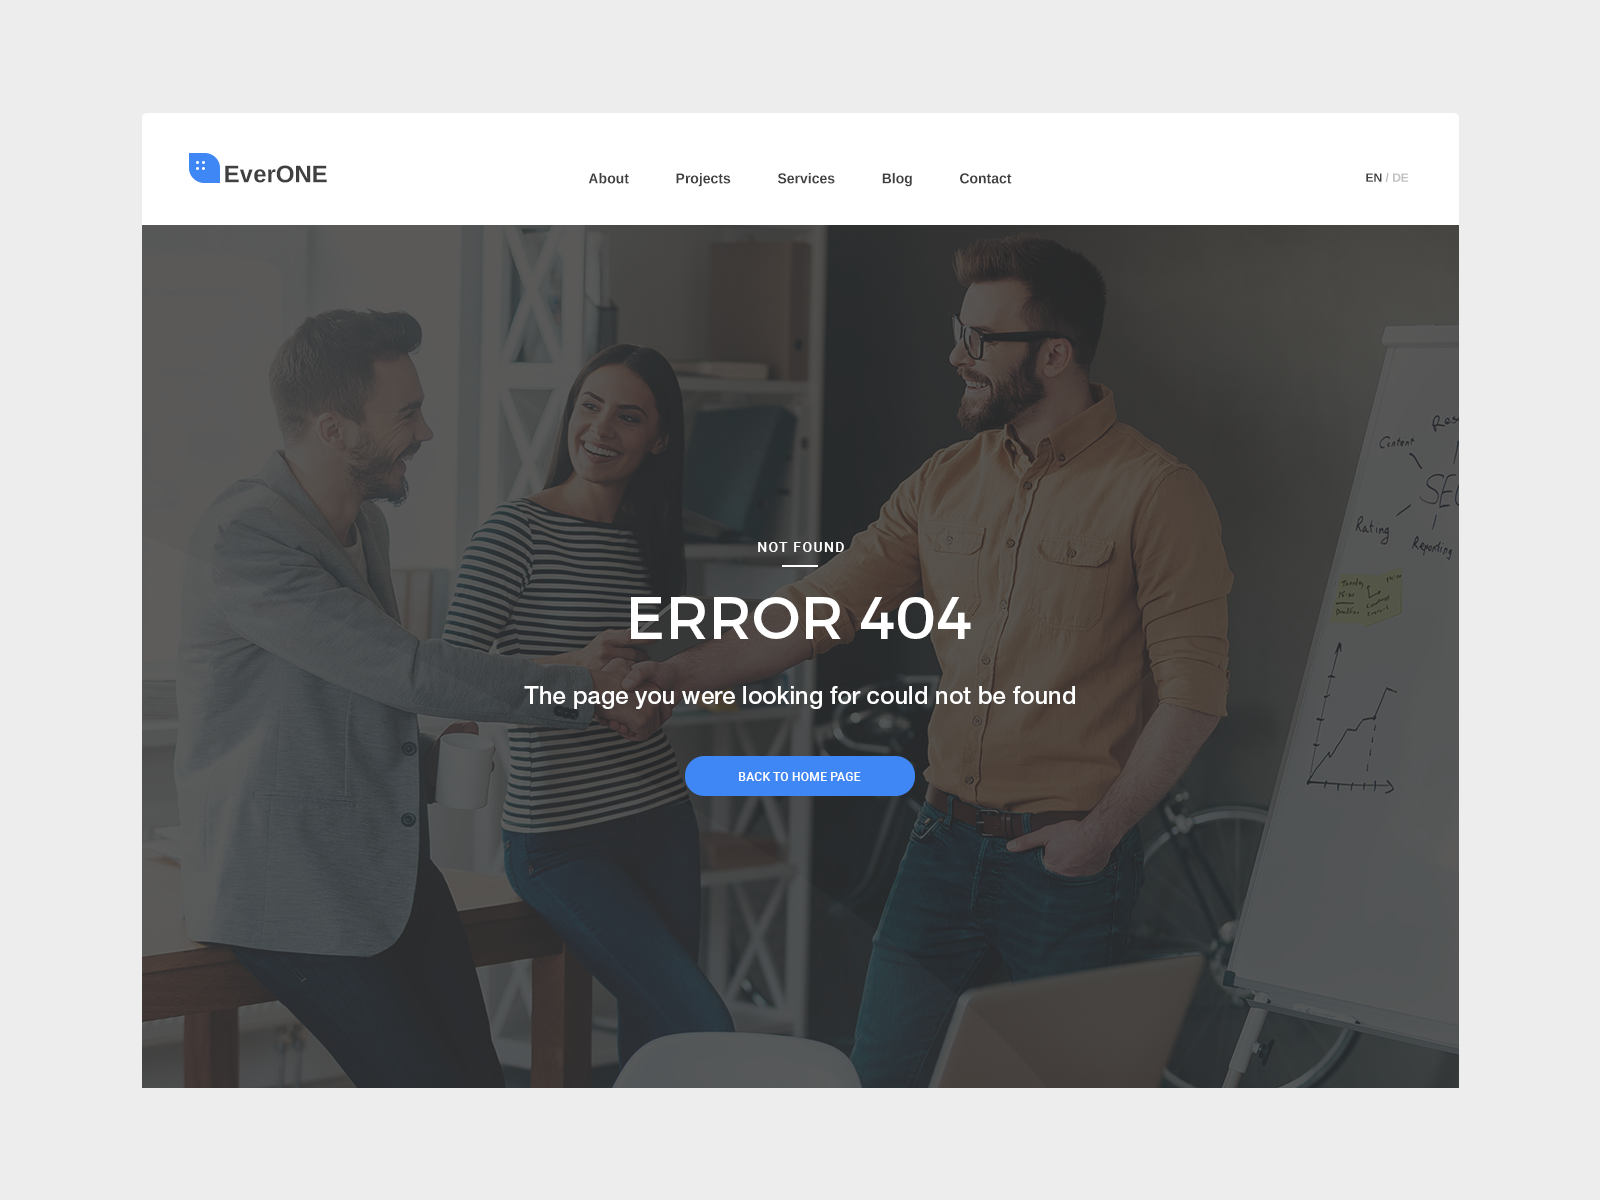 EverONE
About Projects Services Blog Contact
EN / DE
NOT FOUND
ERROR 404
The page you were looking for could not be found
BACK TO HOME PAGE
Content
Rating
Reporting